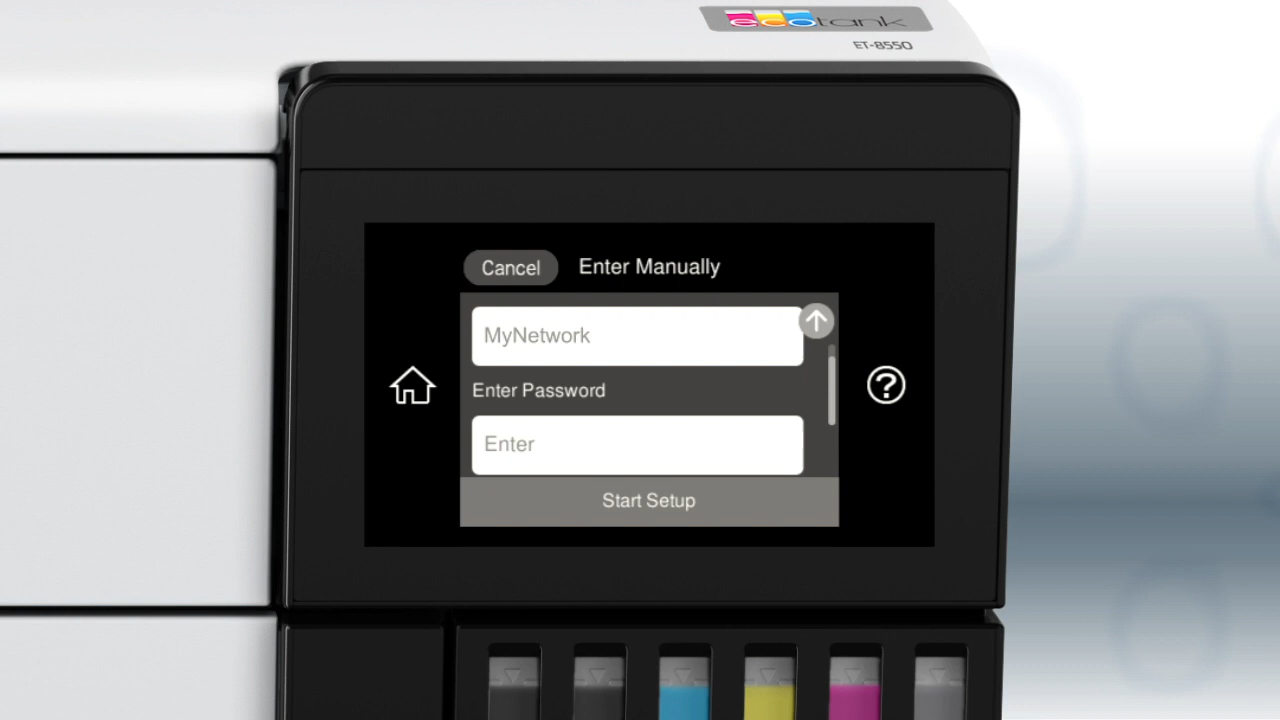 ecotank
ET-8550
Cancel
Enter Manually
MyNetwork
Enter Password
Enter
Start Setup